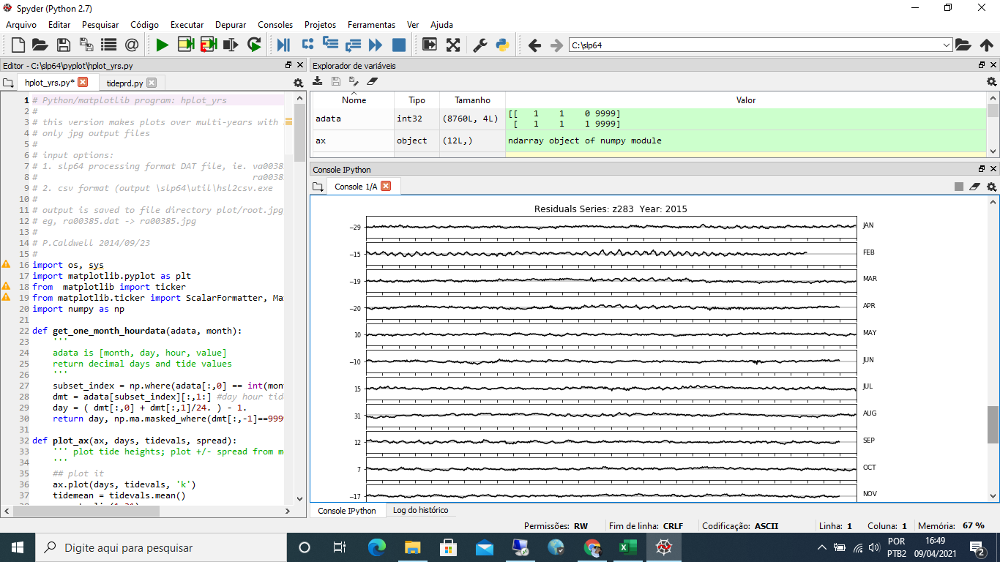 Spyder (Python 2.7)
Arquivo Editar Pesquisar Código Executar Depurar Consoles Projetos Ferramentas Ver Ajuda
C:\slp64
Editor - C:\slp64\pyplot\hplot_yrs.py
hplot_yrs.py*
tideprd.py
1 # Python/matplotlib program: hplot_yrs
2 #
3 # this version makes plots over multi-years with
4 # only jpg output files
5 #
6 # input options:
7 # 1. slp64 processing format DAT file, ie. va0038
8 # ra0038
9 # 2. csv format (output \slp64\util\hsl2csv.exe
10 #
11 # output is saved to file directory plot/root.jpg
12 # eg, ra00385.dat -> ra00385.jpg
13 #
14 # P.Caldwell 2014/09/23
15 #
16 import os, sys
17 import matplotlib.pyplot as plt
18 from  matplotlib import ticker
19 from matplotlib.ticker import ScalarFormatter, Ma
20 import numpy as np
21
22 def get_one_month_hourdata(adata, month):
23 '''
24 adata is [month, day, hour, value]
25 return decimal days and tide values
26 '''
27 subset_index = np.where(adata[:,0] == int(mon
28 dmt = adata[subset_index][:,1:] #day hour tid
29 day = ( dmt[:,0] + dmt[:,1]/24. ) - 1.
30 return day, np.ma.masked_where(dmt[:,-1]==999
31
32 def plot_ax(ax, days, tidevals, spread):
33 ''' plot tide heights; plot +/- spread from m
34 '''
35 ## plot it
36 ax.plot(days, tidevals, 'k')
37 tidemean = tidevals.mean()
Explorador de variáveis
Nome Tipo Tamanho Valor
adata int32 (8760L, 4L) [[ 1 1 0 9999]
[ 1 1 1 9999]
ax object (12L,) ndarray object of numpy module
Console IPython
Console 1/A
Residuals Series: z283  Year: 2015
−29 JAN
−15 FEB
−19 MAR
−20 APR
10 MAY
−10 JUN
15 JUL
31 AUG
12 SEP
7 OCT
−17 NOV
Console IPython Log do histórico
Permissões: RW Fim de linha: CRLF Codificação: ASCII Linha: 1 Coluna: 1 Memória: 67 %
Digite aqui para pesquisar
POR
PTB2
16:49
09/04/2021
2